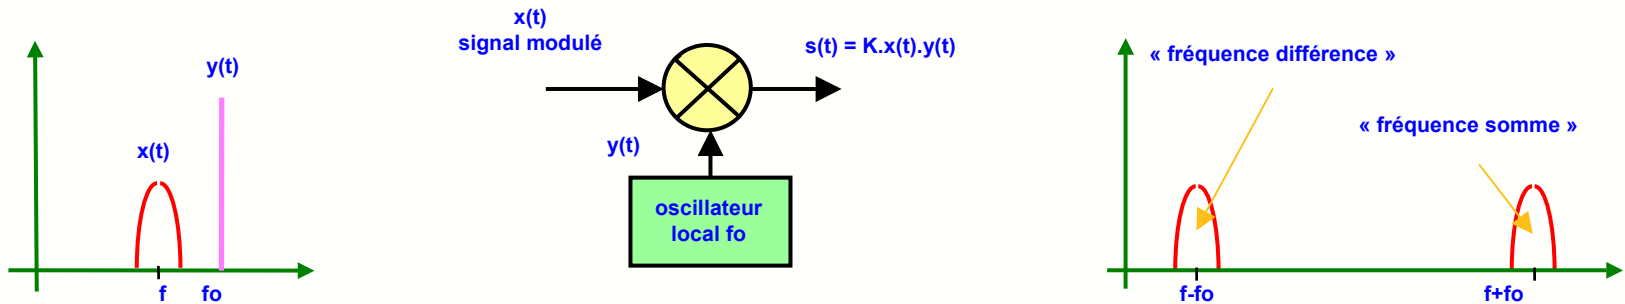 y(t)
x(t)
f
fo
x(t)
signal modulé
s(t) = K.x(t).y(t)
y(t)
oscillateur
local fo
« fréquence différence »
« fréquence somme »
f-fo
f+fo